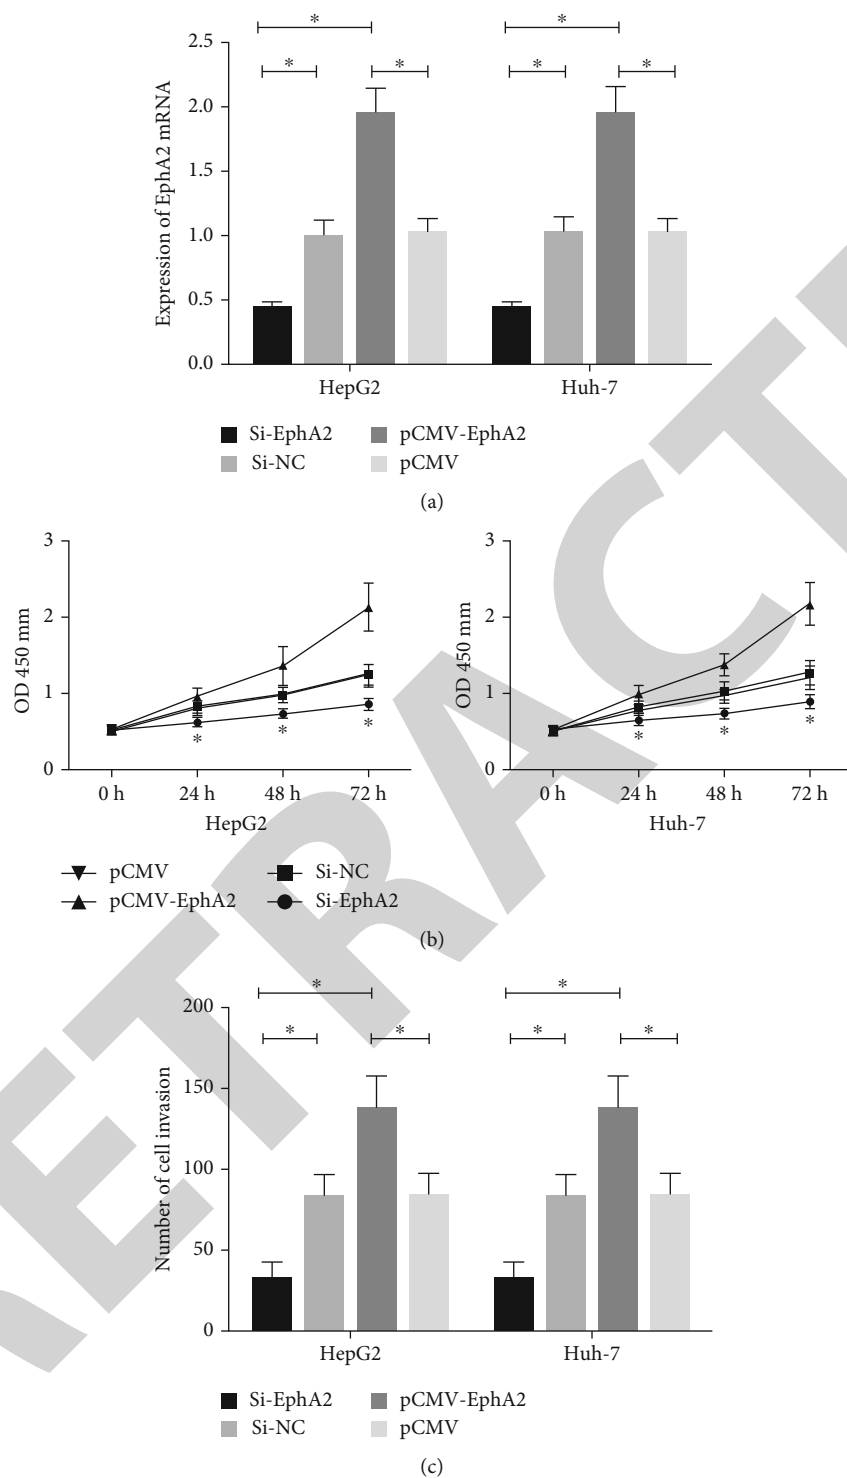 * *
2.5
* * * *
2.0
1.5
1.0
0.5
0.0
Expression of EphA2 mRNA
HepG2 Huh-7
Si-EphA2 pCMV-EphA2
Si-NC pCMV
(a)
3 3
2 2
1 1
0 0
OD 450 mm OD 450 mm
* * * * * *
0 h 24 h 48 h 72 h 0 h 24 h 48 h 72 h
HepG2 Huh-7
pCMV Si-NC
pCMV-EphA2 Si-EphA2
(b)
* *
200
* * * *
150
100
50
0
Number of cell invasion
HepG2 Huh-7
Si-EphA2 pCMV-EphA2
Si-NC pCMV
(c)
RETRACT